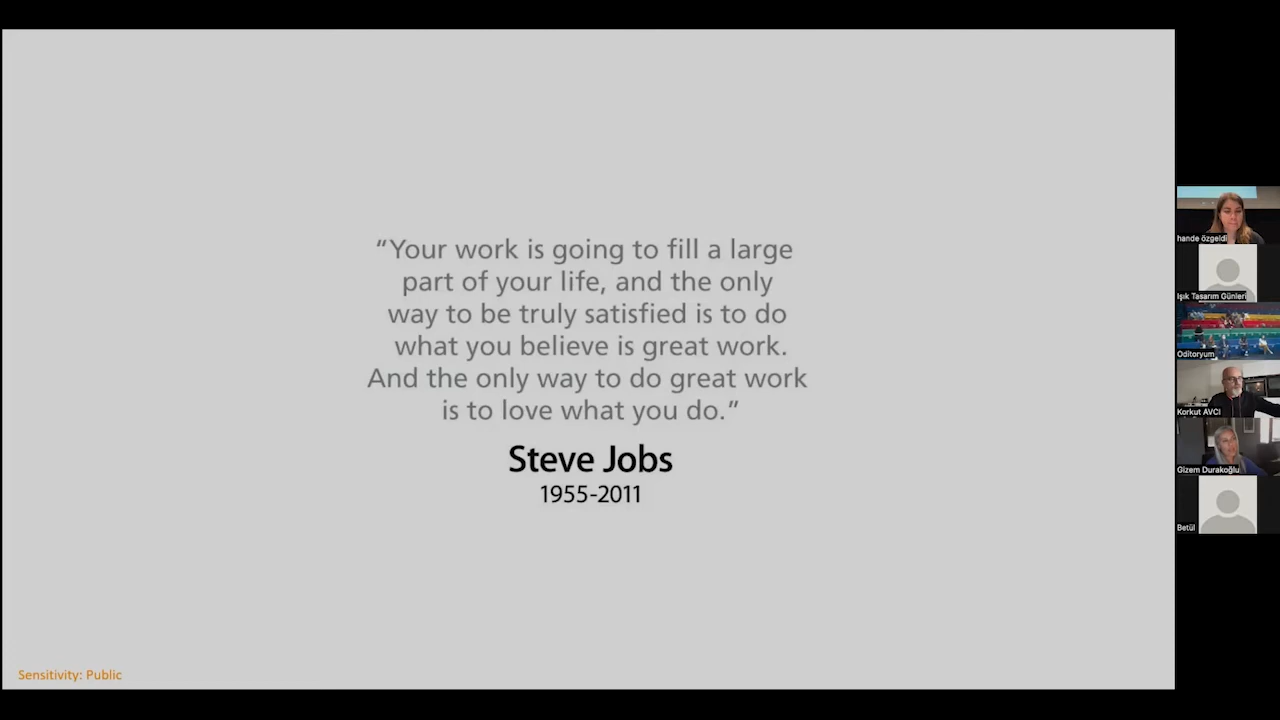 “Your work is going to fill a large
part of your life, and the only
way to be truly satisfied is to do
what you believe is great work.
And the only way to do great work
is to love what you do.”
Steve Jobs
1955-2011
Sensitivity: Public
hande özgeldi
Işık Tasarım Günleri
Oditoryum
Korkut AVCI
Gizem Durakoğlu
Betül